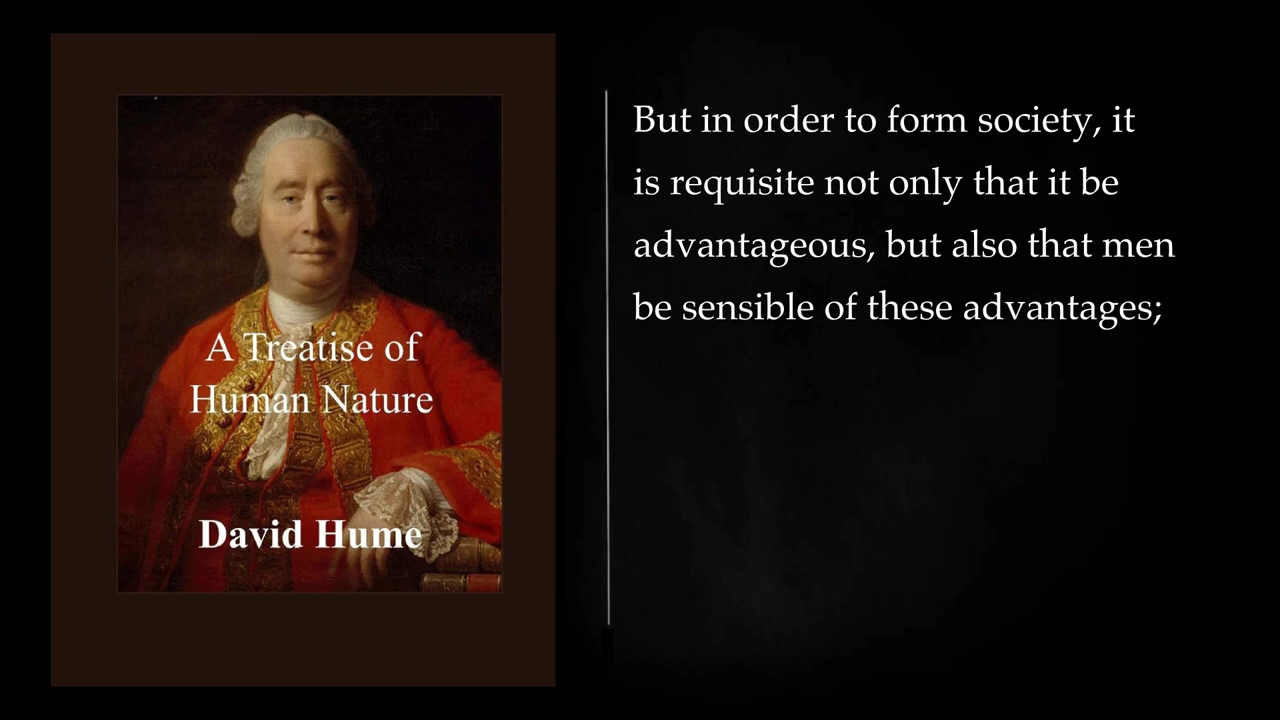 A Treatise of
Human Nature
David Hume
But in order to form society, it
is requisite not only that it be
advantageous, but also that men
be sensible of these advantages;